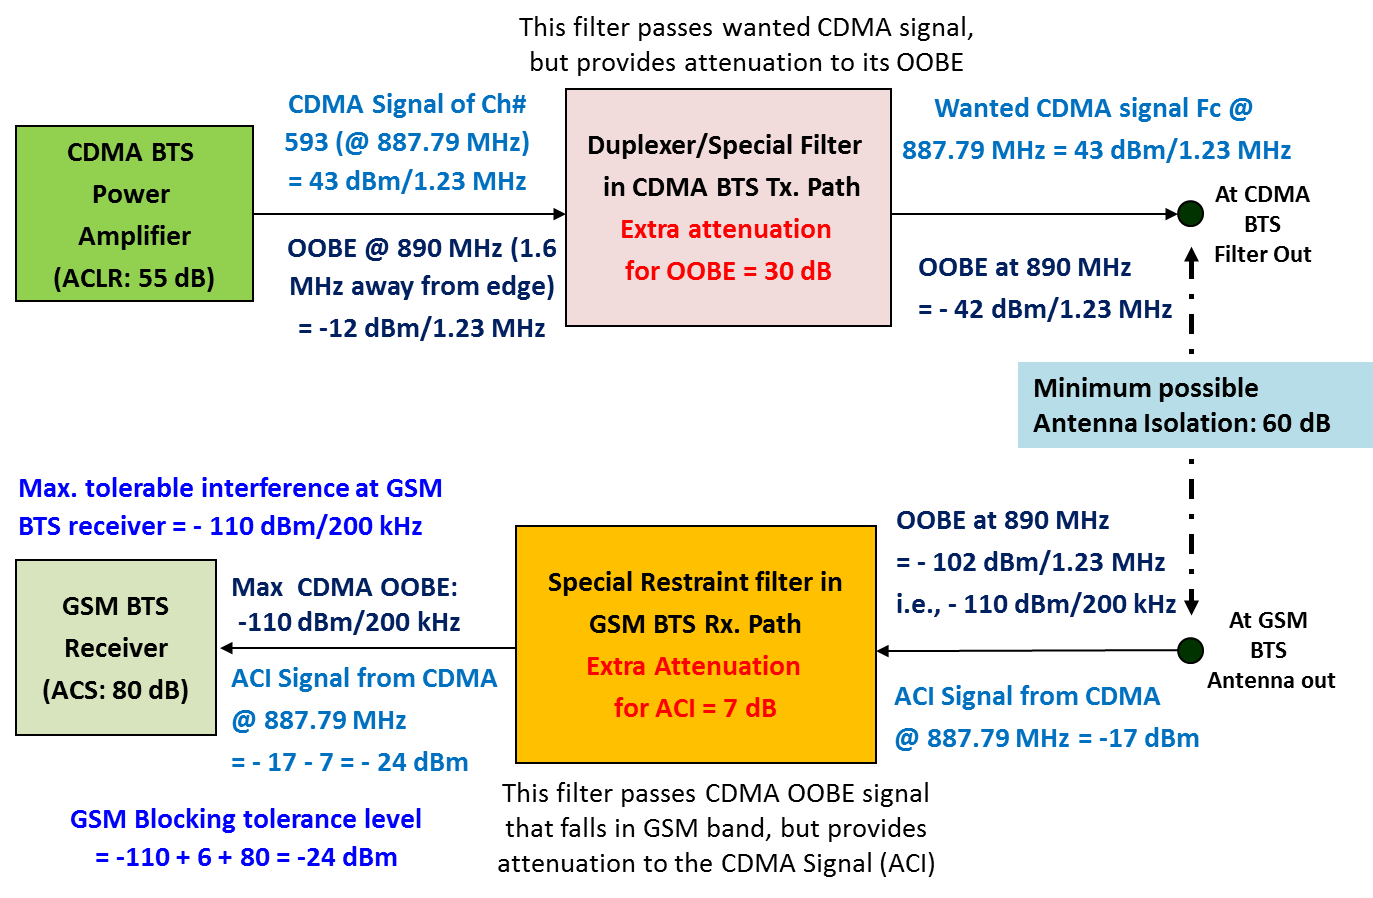 This filter passes wanted CDMA signal,
but provides attenuation to its OOBE
CDMA BTS
Power
Amplifier
(ACLR: 55 dB)
CDMA Signal of Ch#
593 (@ 887.79 MHz)
= 43 dBm/1.23 MHz
OOBE @ 890 MHz (1.6
MHz away from edge)
= -12 dBm/1.23 MHz
Duplexer/Special Filter
in CDMA BTS Tx. Path
Extra attenuation
for OOBE = 30 dB
Wanted CDMA signal Fc @
887.79 MHz = 43 dBm/1.23 MHz
OOBE at 890 MHz
= - 42 dBm/1.23 MHz
At CDMA
BTS
Filter Out
Minimum possible
Antenna Isolation: 60 dB
Max. tolerable interference at GSM
BTS receiver = - 110 dBm/200 kHz
GSM BTS
Receiver
(ACS: 80 dB)
Max CDMA OOBE:
-110 dBm/200 kHz
ACI Signal from CDMA
@ 887.79 MHz
= - 17 - 7 = - 24 dBm
Special Restraint filter in
GSM BTS Rx. Path
Extra Attenuation
for ACI = 7 dB
OOBE at 890 MHz
= - 102 dBm/1.23 MHz
i.e., - 110 dBm/200 kHz
ACI Signal from CDMA
@ 887.79 MHz = -17 dBm
At GSM
BTS
Antenna out
GSM Blocking tolerance level
= -110 + 6 + 80 = -24 dBm
This filter passes CDMA OOBE signal
that falls in GSM band, but provides
attenuation to the CDMA Signal (ACI)